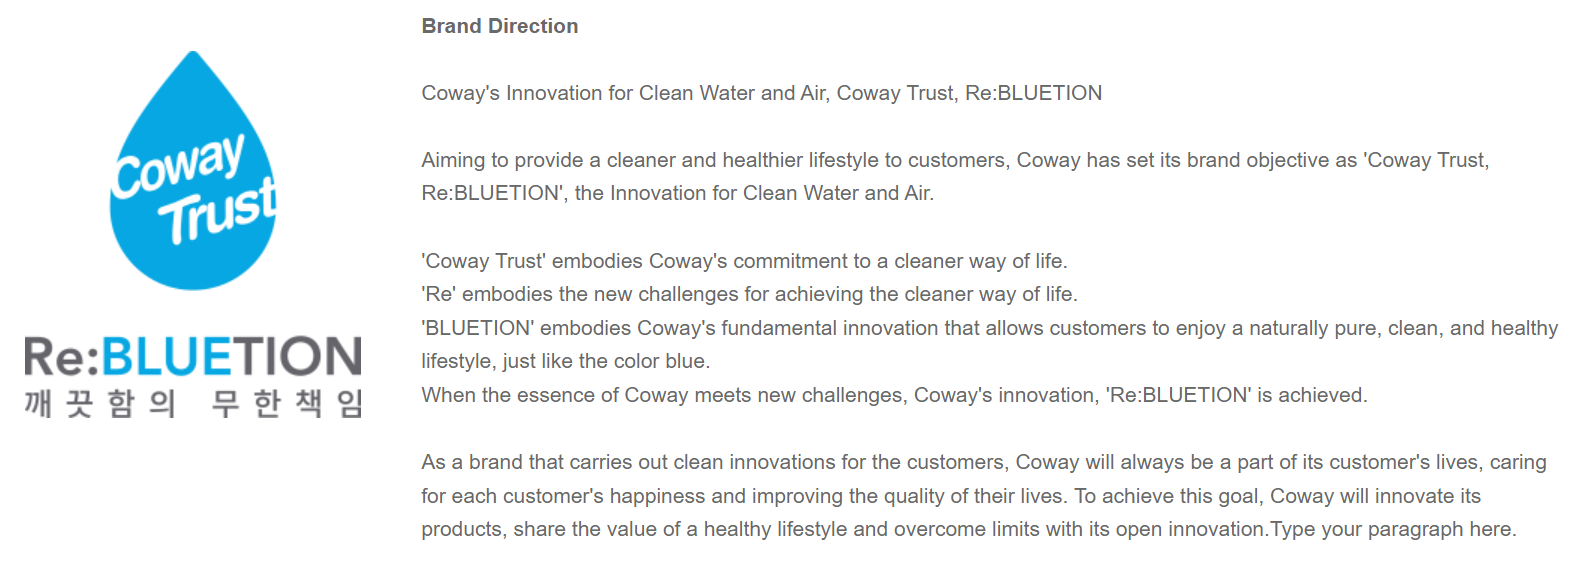 Coway
Trust
Re:BLUETION
깨끗함의 무한책임
Brand Direction
Coway's Innovation for Clean Water and Air, Coway Trust, Re:BLUETION
Aiming to provide a cleaner and healthier lifestyle to customers, Coway has set its brand objective as 'Coway Trust,
Re:BLUETION', the Innovation for Clean Water and Air.
'Coway Trust' embodies Coway's commitment to a cleaner way of life.
'Re' embodies the new challenges for achieving the cleaner way of life.
'BLUETION' embodies Coway's fundamental innovation that allows customers to enjoy a naturally pure, clean, and healthy
lifestyle, just like the color blue.
When the essence of Coway meets new challenges, Coway's innovation, 'Re:BLUETION' is achieved.
As a brand that carries out clean innovations for the customers, Coway will always be a part of its customer's lives, caring
for each customer's happiness and improving the quality of their lives. To achieve this goal, Coway will innovate its
products, share the value of a healthy lifestyle and overcome limits with its open innovation.Type your paragraph here.